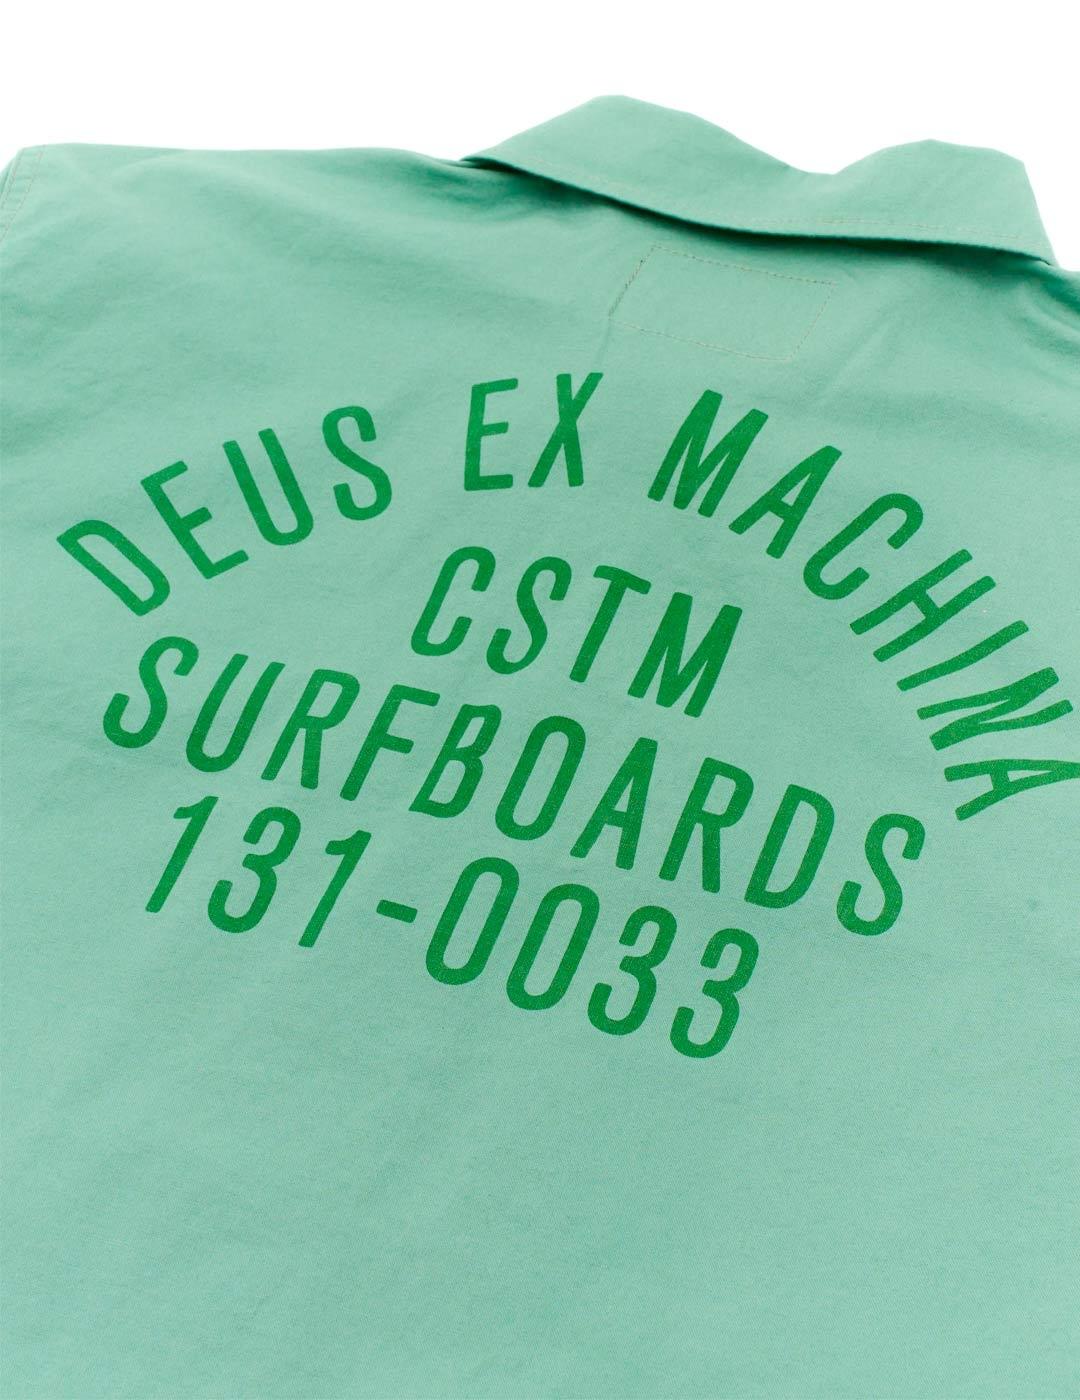 DEUS EX MACHINA
CSTM
SURFBOARDS
131-0033